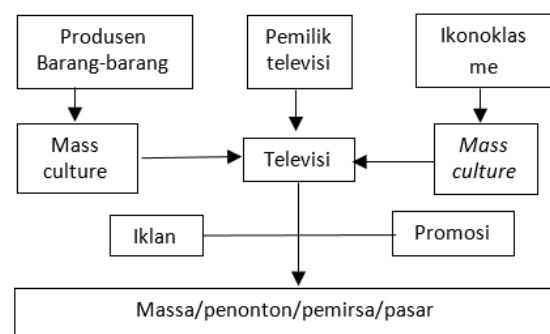 Produsen
Barang-barang
Pemilik
televisi
Ikonoklas
me
Mass
culture
Televisi
Mass
culture
Iklan
Promosi
Massa/penonton/pemirsa/pasar